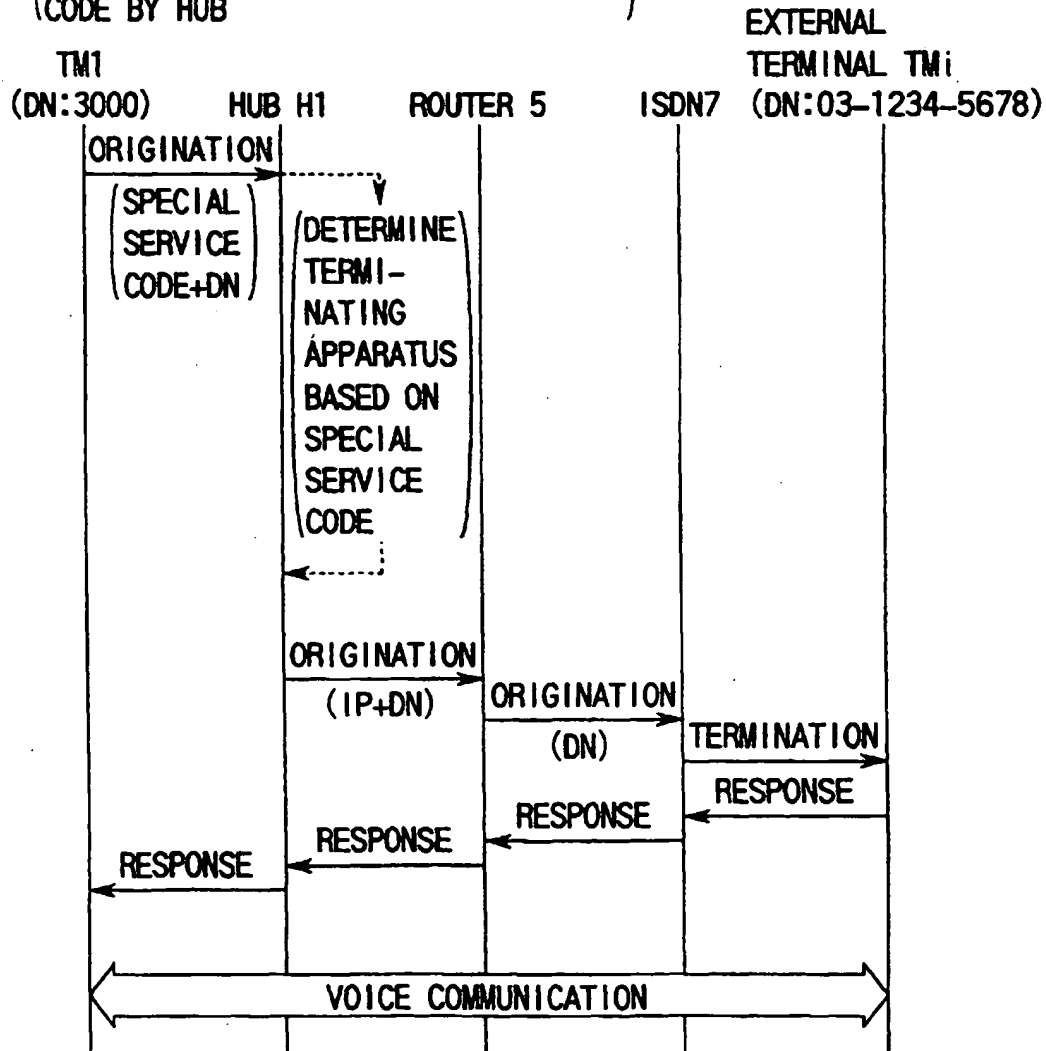 (CODE BY HUB )
EXTERNAL
TERMINAL TMi
TM1
(DN:3000) HUB H1 ROUTER 5 ISDN7 (DN:03-1234-5678)
ORIGINATION
(SPECIAL
SERVICE
CODE+DN)
(DETERMINE
TERMI-
NATING
APPARATUS
BASED ON
SPECIAL
SERVICE
CODE)
ORIGINATION
(IP+DN)
ORIGINATION
(DN)
TERMINATION
RESPONSE
RESPONSE
RESPONSE
RESPONSE
VOICE COMMUNICATION